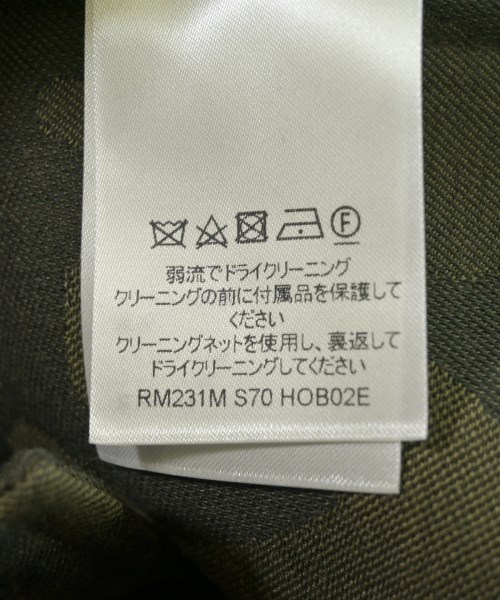 F
弱流でドライクリーニング
クリーニングの前に付属品を保護して
ください
クリーニングネットを使用し、裏返して
ドライクリーニングしてください
RM231M S70 HOB02E